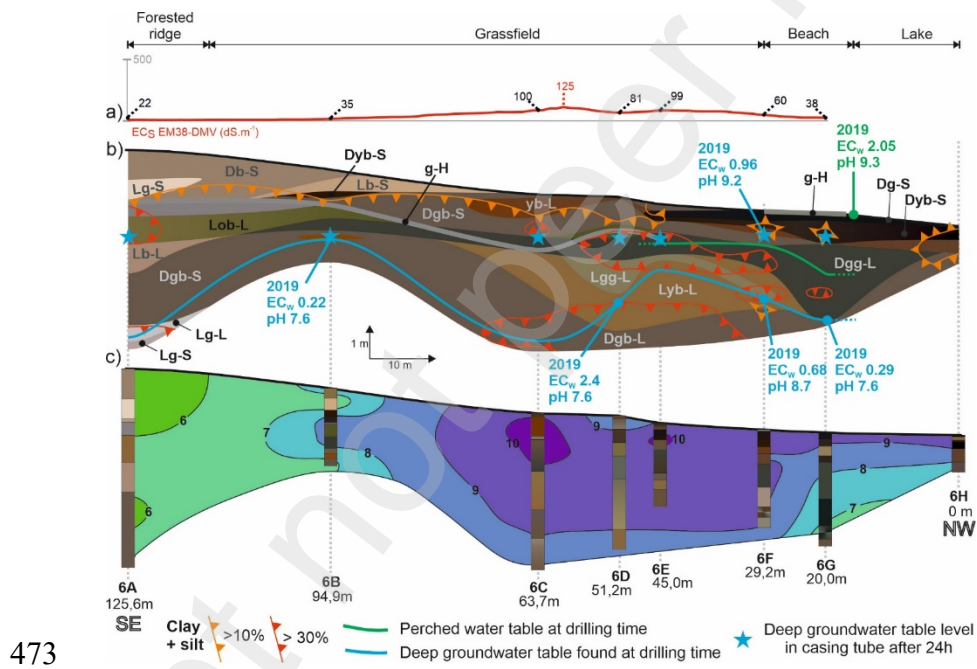 Forested ridge
Grassfield
Beach
Lake
500
a)
22
35
100
125
81
99
60
38
ECS EM38-DMV (dS.m⁻¹)
2019
ECw 2.05
pH 9.3
b)
Dyb-S
g-H
2019
ECw 0.96
pH 9.2
g-H
Dg-S
Dyb-S
Lg-S
Db-S
Lb-S
Dgb-S
yb-L
Lob-L
Lb-L
Dgb-S
Lgg-L
Lyb-L
Dgg-L
Dgb-L
Lg-L
Lg-S
2019
ECw 0.22
pH 7.6
1 m
10 m
2019
ECw 2.4
pH 7.6
2019
ECw 0.68
pH 8.7
2019
ECw 0.29
pH 7.6
c)
6
6
7
8
9
10
9
10
9
8
7
6A
125,6m
SE
6B
94,9m
6C
63,7m
6D
51,2m
6E
45,0m
6F
29,2m
6G
20,0m
6H
0 m
NW
Clay + silt
>10%
> 30%
Perched water table at drilling time
Deep groundwater table found at drilling time
Deep groundwater table level in casing tube after 24h
473
not peer